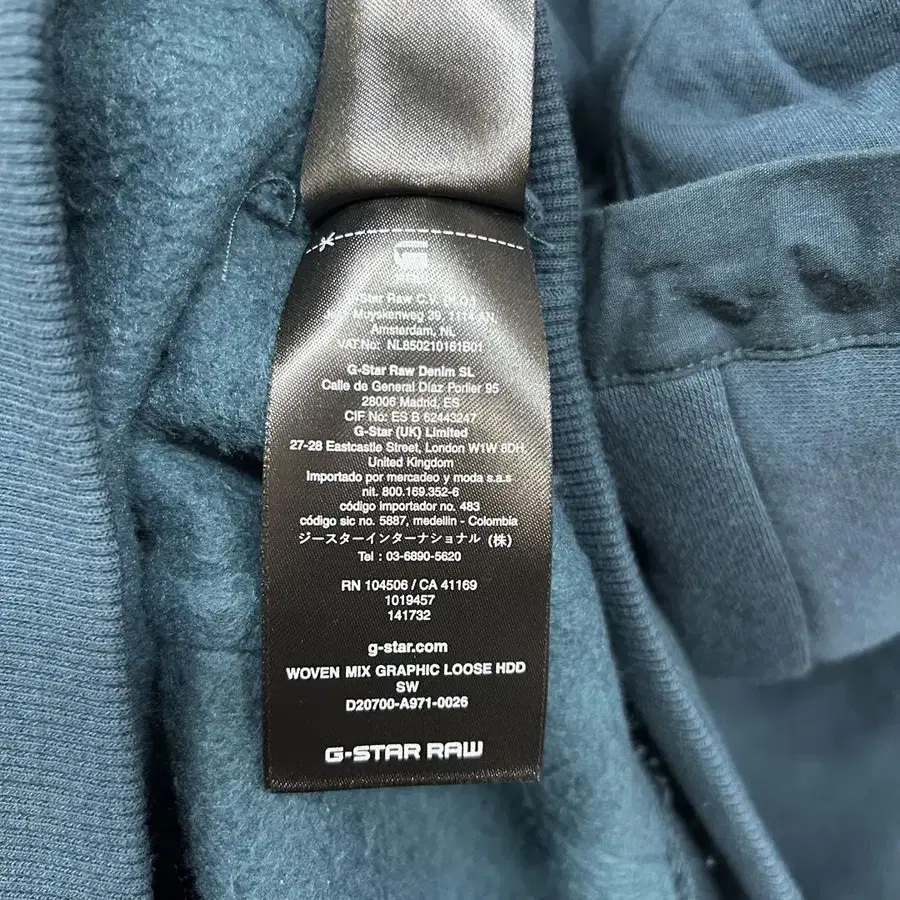 Star Raw C.V.
Muyskenweg 39, 1114 AN,
Amsterdam, NL
VAT.No: NL850210161B01
G-Star Raw Denim SL
Calle de General Díaz Porlier 95
28006 Madrid, ES
CIF No: ES B 62443247
G-Star (UK) Limited
27-28 Eastcastle Street, London W1W 8DH,
United Kingdom
Importado por mercadeo y moda s.a.s
nit. 800.169.352-6
código importador no. 483
código sic no. 5887, medellin - Colombia
ジースターインターナショナル (株)
Tel : 03-6890-5620
RN 104506 / CA 41169
1019457
141732
g-star.com
WOVEN MIX GRAPHIC LOOSE HDD
SW
D20700-A971-0026
G-STAR RAW